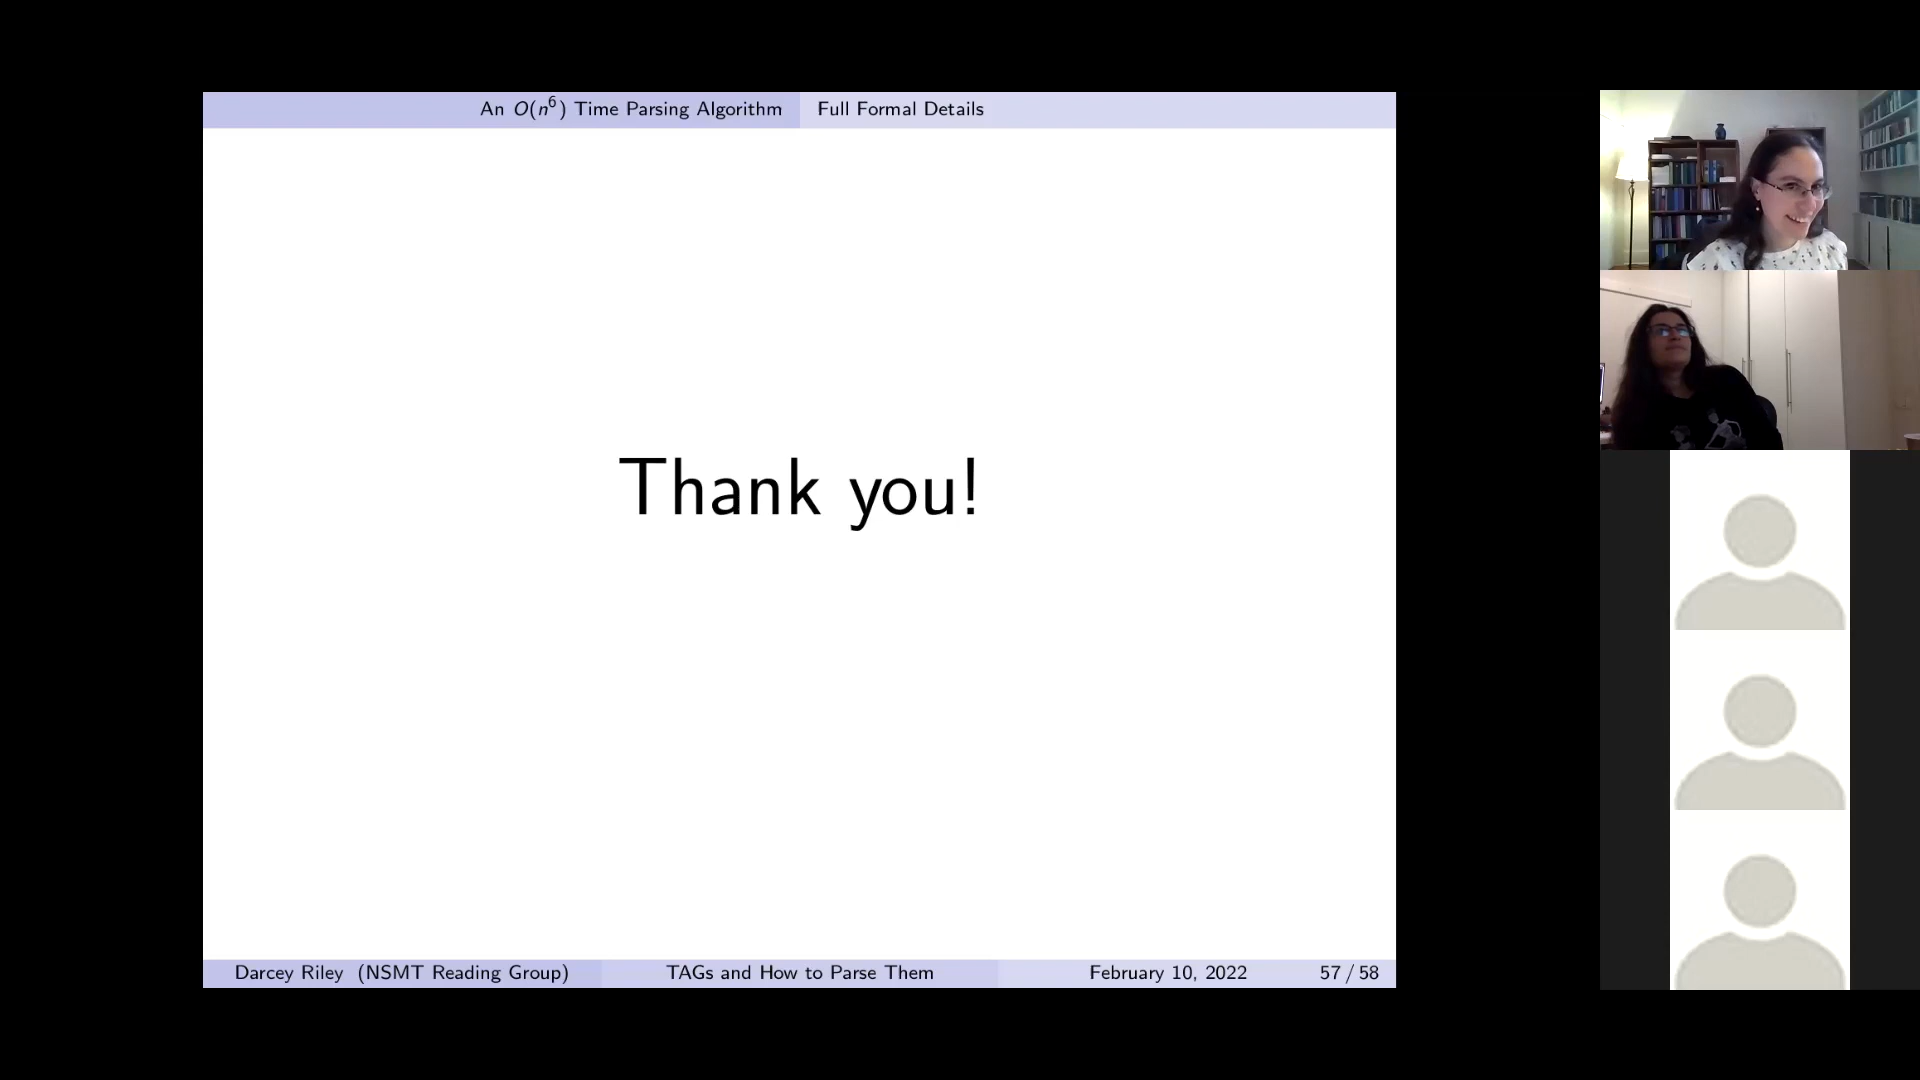 An O(n⁶) Time Parsing Algorithm Full Formal Details
Thank you!
Darcey Riley (NSMT Reading Group) TAGs and How to Parse Them February 10, 2022 57 / 58